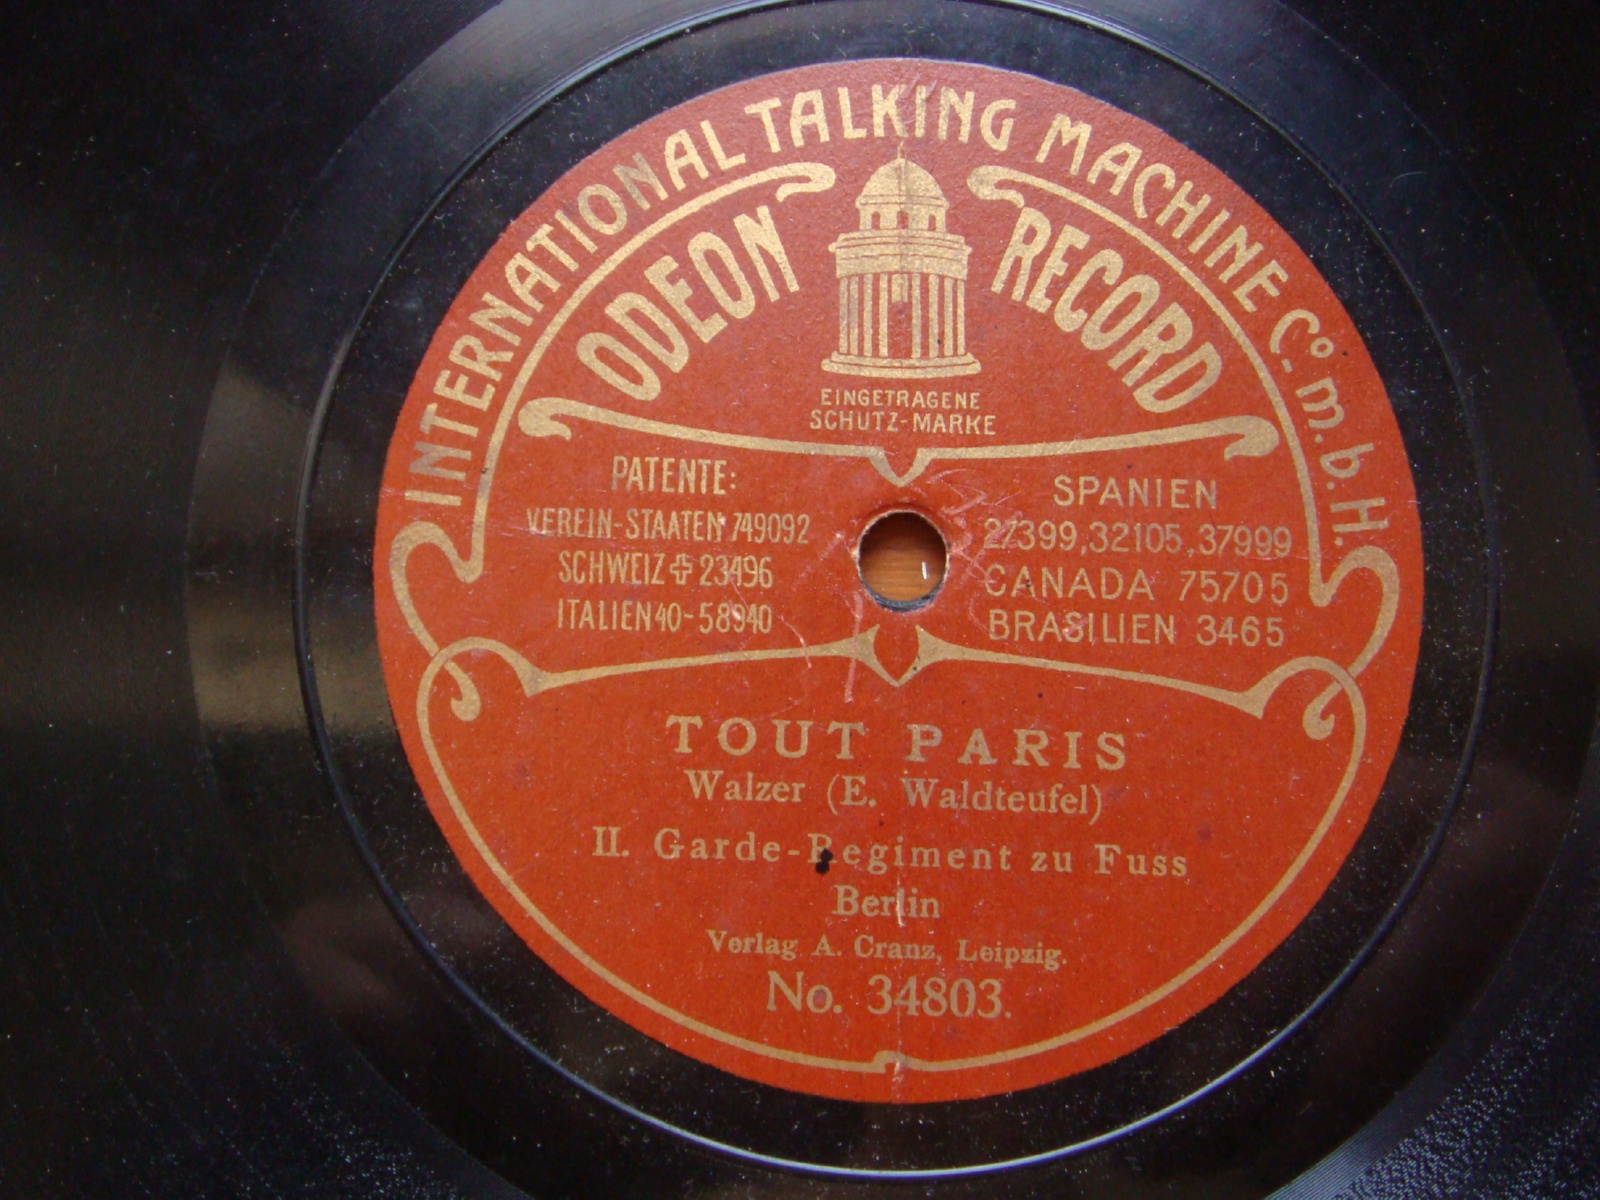 INTERNATIONAL TALKING MACHINE Co. m. b. H.
ODEON RECORD
EINGETRAGENE
SCHUTZ-MARKE
PATENTE:
VEREIN-STAATEN 749092
SCHWEIZ ✚ 23496
ITALIEN 40-58940
SPANIEN
27399, 32105, 37999
CANADA 75705
BRASILIEN 3465
TOUT PARIS
Walzer (E. Waldteufel)
II. Garde-Regiment zu Fuss
Berlin
Verlag A. Cranz, Leipzig.
No. 34803.